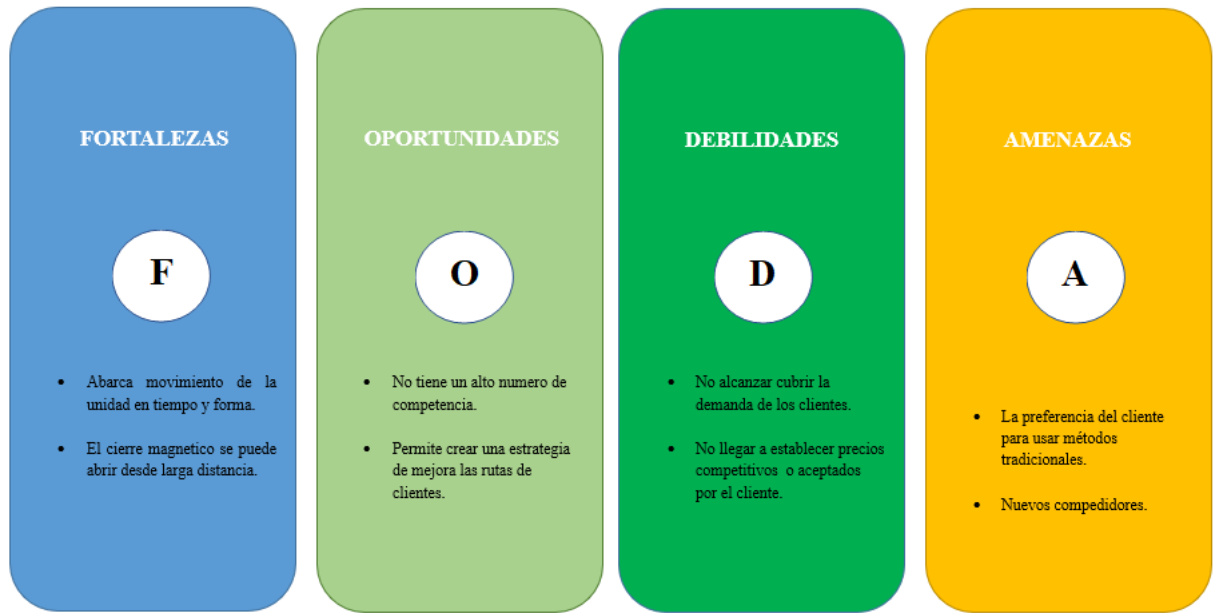 FORTALEZAS
F
• Abarca movimiento de la
unidad en tiempo y forma.
• El cierre magnetico se puede
abrir desde larga distancia.
OPORTUNIDADES
O
• No tiene un alto numero de
competencia.
• Permite crear una estrategia
de mejora las rutas de
clientes.
DEBILIDADES
D
• No alcanzar cubrir la
demanda de los clientes.
• No llegar a establecer precios
competitivos o aceptados
por el cliente.
AMENAZAS
A
• La preferencia del cliente
para usar métodos
tradicionales.
• Nuevos compedidores.